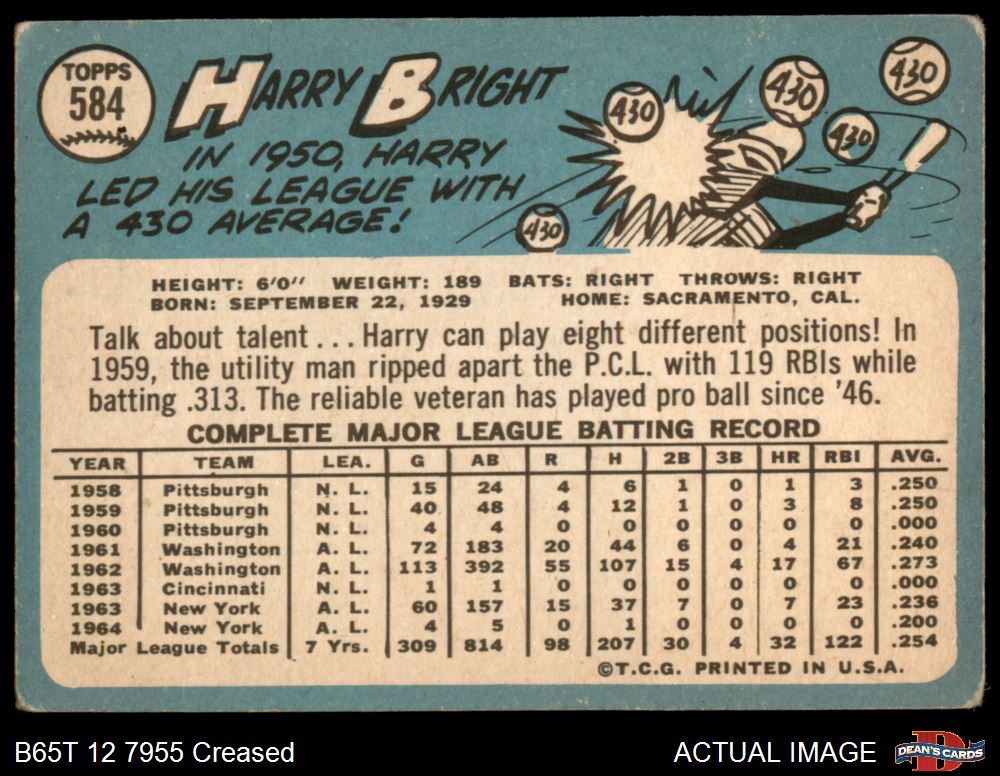 TOPPS
584
HARRY BRIGHT
IN 1950, HARRY
LED HIS LEAGUE WITH
A 430 AVERAGE!
430
430
430
430
430
HEIGHT: 6'0" WEIGHT: 189 BATS: RIGHT THROWS: RIGHT
BORN: SEPTEMBER 22, 1929 HOME: SACRAMENTO, CAL.
Talk about talent... Harry can play eight different positions! In
1959, the utility man ripped apart the P.C.L. with 119 RBIs while
batting .313. The reliable veteran has played pro ball since '46.
COMPLETE MAJOR LEAGUE BATTING RECORD
YEAR TEAM LEA. G AB R H 2B 3B HR RBI AVG.
1958 Pittsburgh N. L. 15 24 4 6 1 0 1 3 .250
1959 Pittsburgh N. L. 40 48 4 12 1 0 3 8 .250
1960 Pittsburgh N. L. 4 4 0 0 0 0 0 0 .000
1961 Washington A. L. 72 183 20 44 6 0 4 21 .240
1962 Washington A. L. 113 392 55 107 15 4 17 67 .273
1963 Cincinnati N. L. 1 1 0 0 0 0 0 0 .000
1963 New York A. L. 60 157 15 37 7 0 7 23 .236
1964 New York A. L. 4 5 0 1 0 0 0 0 .200
Major League Totals 7 Yrs. 309 814 98 207 30 4 32 122 .254
©T.C.G. PRINTED IN U.S.A.
B65T 12 7955 Creased
ACTUAL IMAGE
DEAN'S CARDS